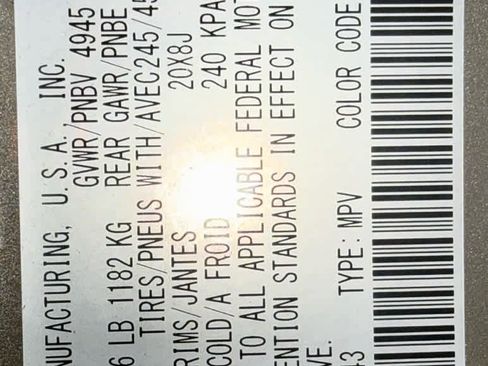 NUFACTURING, U. S. A., INC.
GVWR/PNBV 4945
6 LB 1182 KG REAR GAWR/PNBE
TIRES/PNEUS WITH/AVEC245/45
RIMS/JANTES 20X8J
COLD/A FROID 240 KPA
TO ALL APPLICABLE FEDERAL MOT
ENTION STANDARDS IN EFFECT ON
VE.
43 TYPE: MPV COLOR CODE